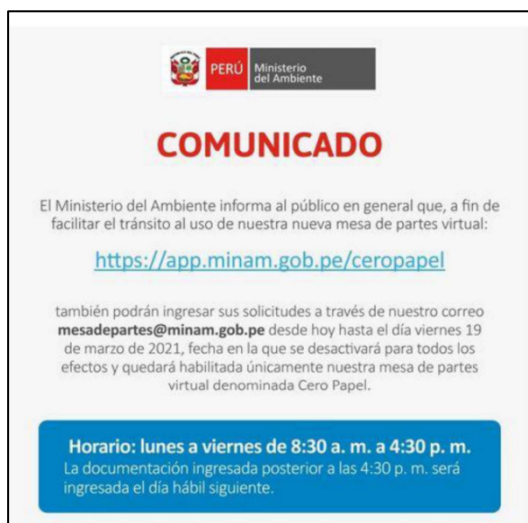 PERÚ
Ministerio
del Ambiente
COMUNICADO
El Ministerio del Ambiente informa al público en general que, a fin de
facilitar el tránsito al uso de nuestra nueva mesa de partes virtual:
https://app.minam.gob.pe/ceropapel
también podrán ingresar sus solicitudes a través de nuestro correo
mesadepartes@minam.gob.pe desde hoy hasta el día viernes 19
de marzo de 2021, fecha en la que se desactivará para todos los
efectos y quedará habilitada únicamente nuestra mesa de partes
virtual denominada Cero Papel.
Horario: lunes a viernes de 8:30 a. m. a 4:30 p. m.
La documentación ingresada posterior a las 4:30 p. m. será
ingresada el día hábil siguiente.